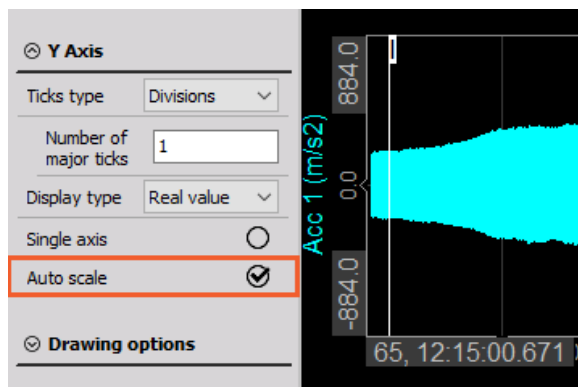 Y Axis
Ticks type Divisions
Number of
major ticks 1
Display type Real value
Single axis
Auto scale
Drawing options
884.0
Acc 1 (m/s2)
0.0
-884.0
65, 12:15:00.671